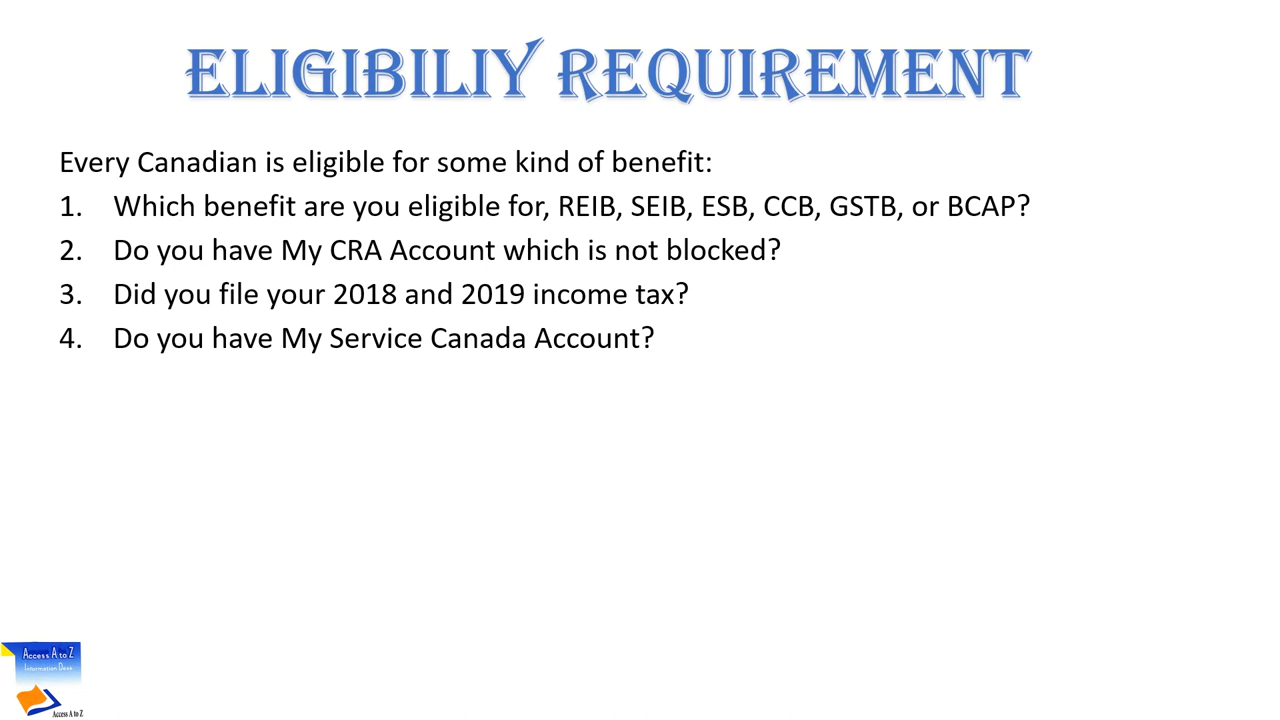 ELIGIBILIY REQUIREMENT
Every Canadian is eligible for some kind of benefit:
1. Which benefit are you eligible for, REIB, SEIB, ESB, CCB, GSTB, or BCAP?
2. Do you have My CRA Account which is not blocked?
3. Did you file your 2018 and 2019 income tax?
4. Do you have My Service Canada Account?
Access A to Z
Information Desk
Access A to Z